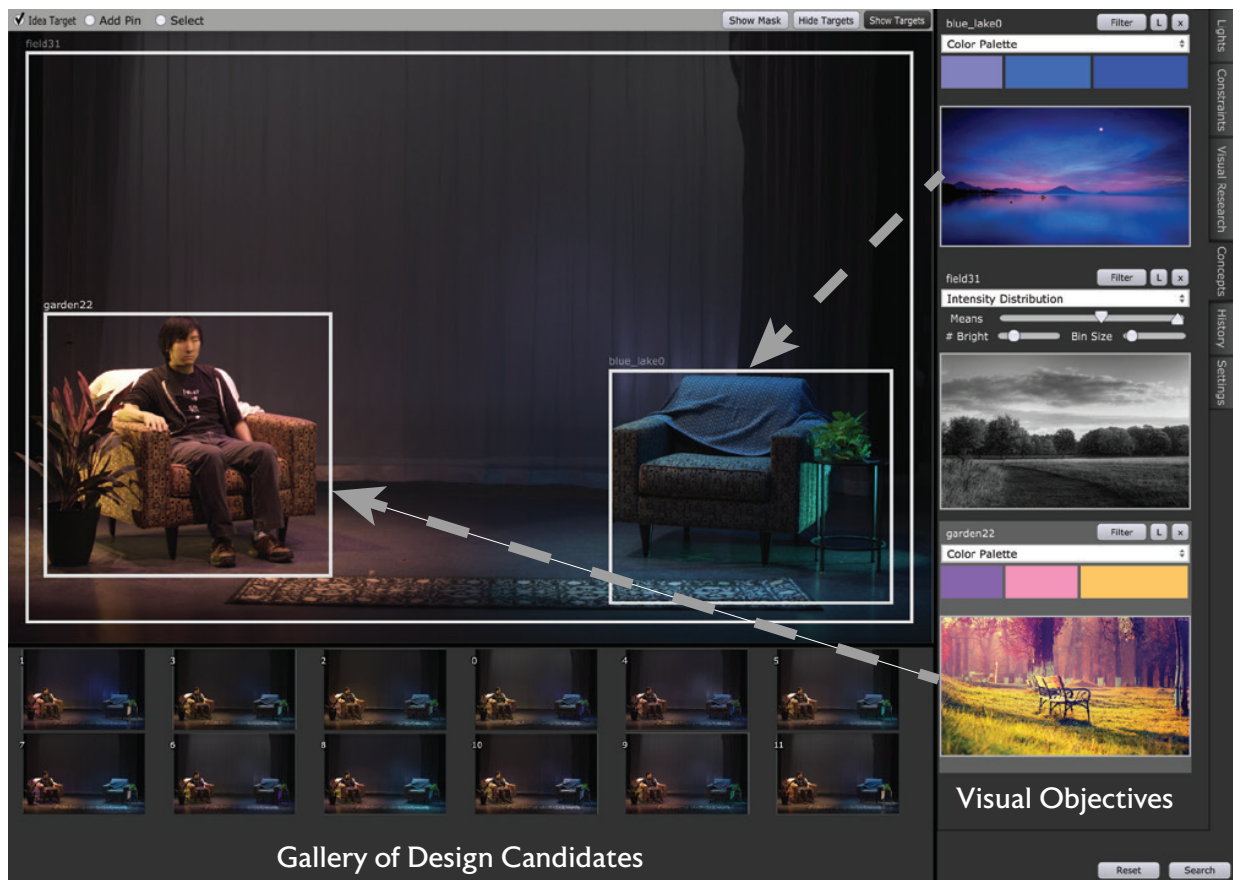 Idea Target Add Pin Select Show Mask Hide Targets Show Targets
field31
garden22
blue_lake0
1 3 2 0 4 5
7 6 8 10 9 11
Gallery of Design Candidates
blue_lake0 Filter L x
Color Palette
field31 Filter L x
Intensity Distribution
Means
# Bright Bin Size
garden22 Filter L x
Color Palette
Visual Objectives
Lights
Constraints
Visual Research
Concepts
History
Settings
Reset Search